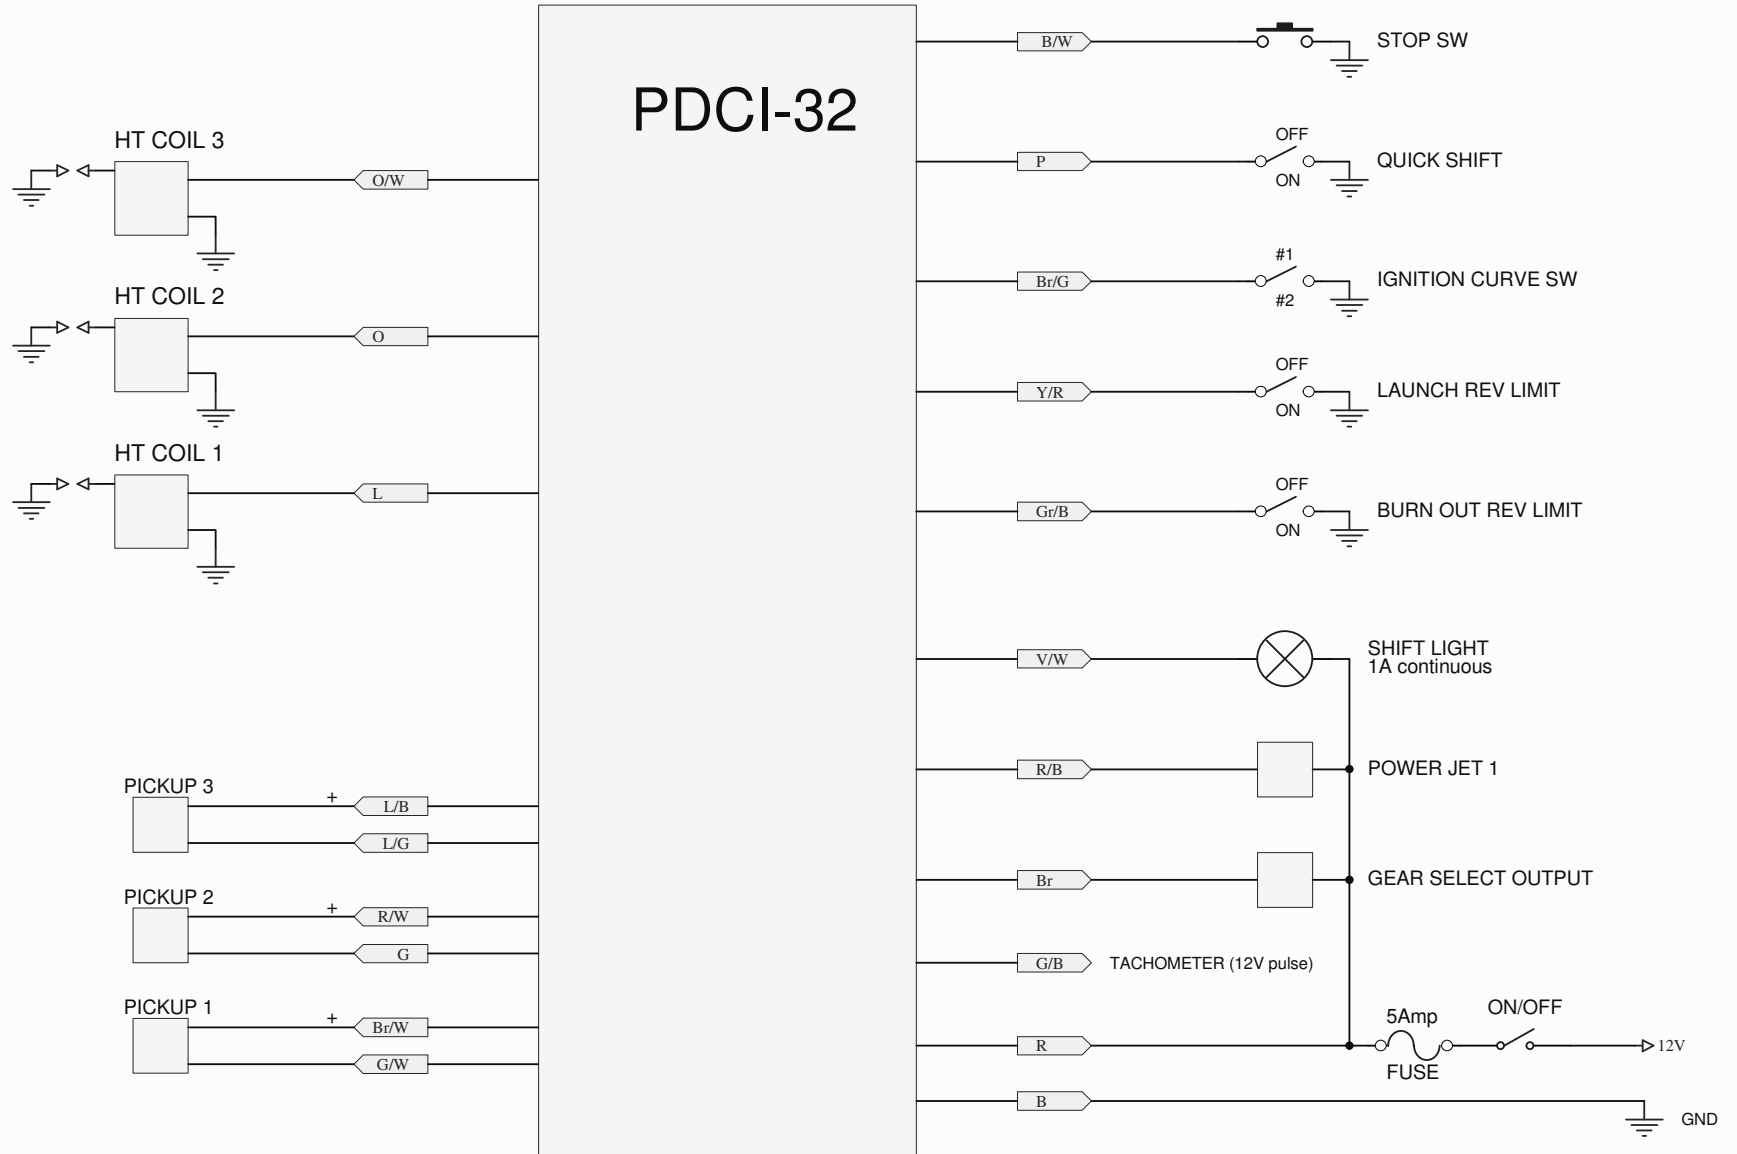 PDCI-32
HT COIL 3
O/W
HT COIL 2
O
HT COIL 1
L
PICKUP 3
+
L/B
L/G
PICKUP 2
+
R/W
G
PICKUP 1
+
Br/W
G/W
B/W
STOP SW
P
OFF
ON
QUICK SHIFT
Br/G
#1
#2
IGNITION CURVE SW
Y/R
OFF
ON
LAUNCH REV LIMIT
Gr/B
OFF
ON
BURN OUT REV LIMIT
V/W
SHIFT LIGHT
1A continuous
R/B
POWER JET 1
Br
GEAR SELECT OUTPUT
G/B
TACHOMETER (12V pulse)
R
5Amp
FUSE
ON/OFF
12V
B
GND